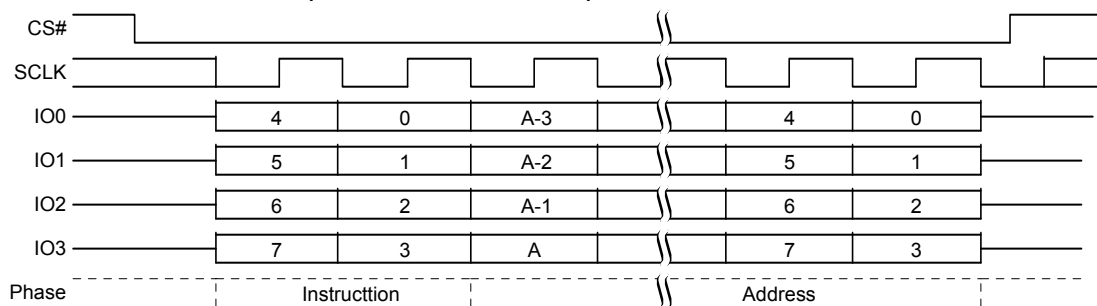 CS#
SCLK
IO0 4 0 A-3 4 0
IO1 5 1 A-2 5 1
IO2 6 2 A-1 6 2
IO3 7 3 A 7 3
Phase Instructtion Address